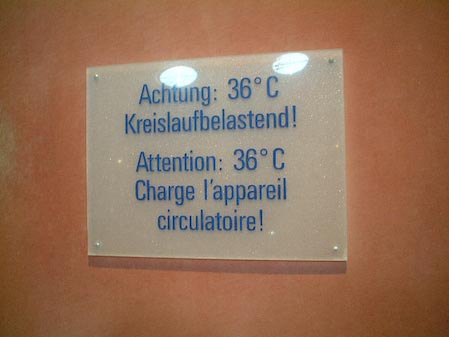 Achtung: 36°C
Kreislaufbelastend!
Attention: 36°C
Charge l'appareil
circulatoire!